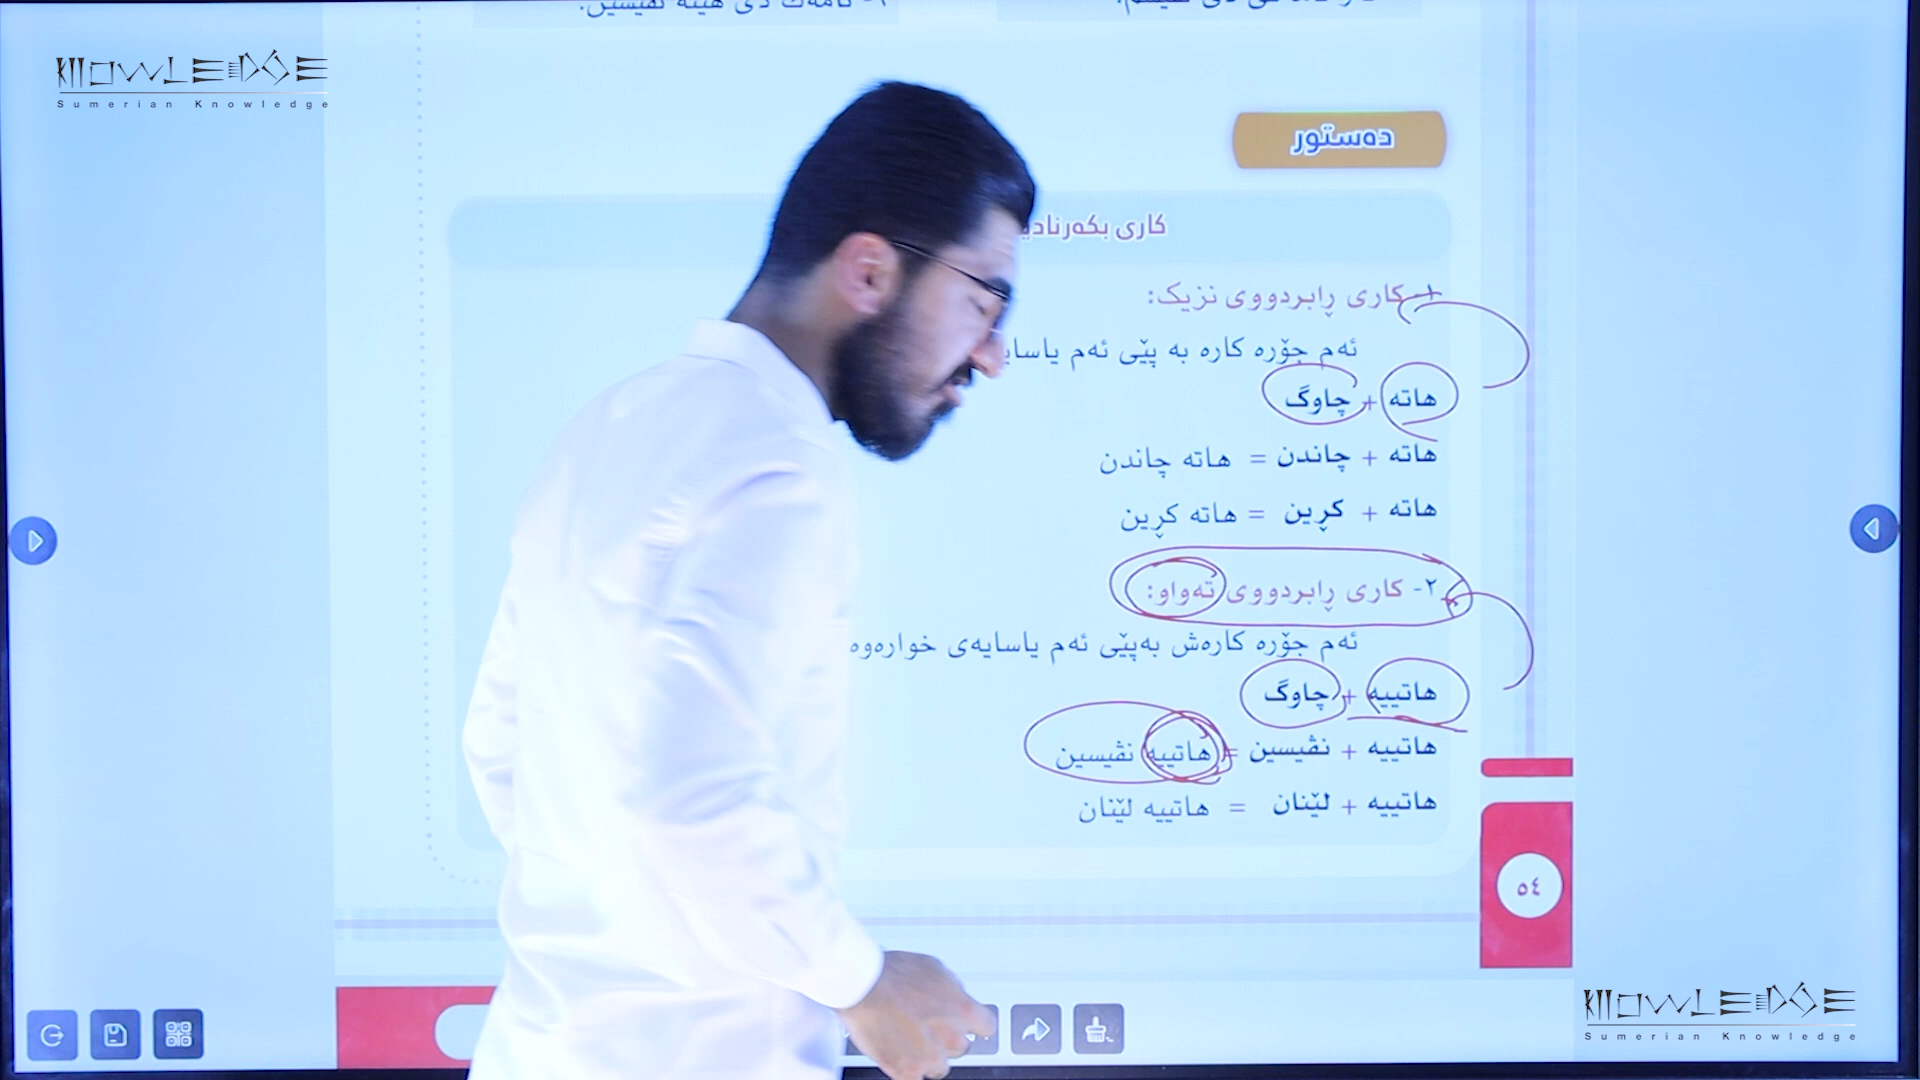 KNOWLEDGE
Sumerian Knowledge
دەستور
کاری
١- کاری ڕابردووی نزیک:
ئەم جۆرە کارە بە پێی ئەم
هاتە + چاوگ
هاتە + چاندن = هاتە چاندن
هاتە + کڕین = هاتە کڕین
٢- کاری ڕابردووی تەواو:
ئەم جۆرە کارەش بەپێی ئەم یاسایەی خوارەوە
هاتییە + چاوگ
هاتییە + نڤیسین = هاتییە نڤیسین
هاتییە + لێنان = هاتییە لێنان
٥٤
KNOWLEDGE
Sumerian Knowledge